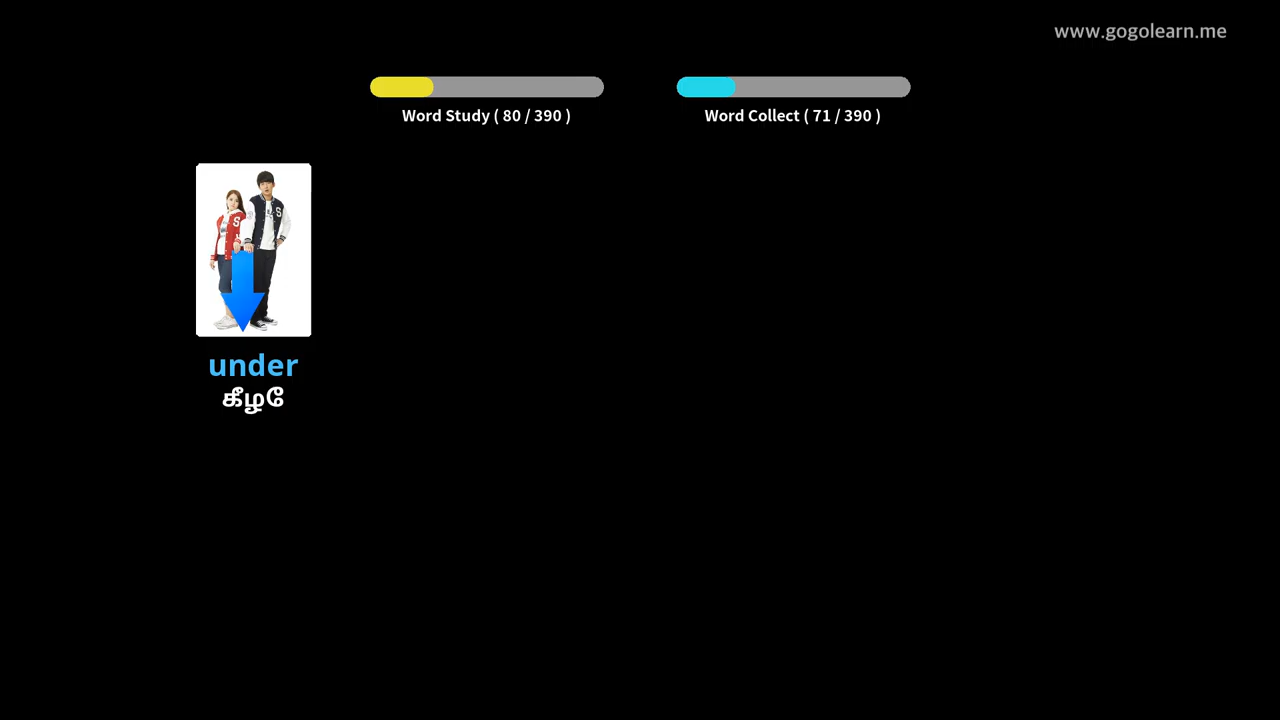 www.gogolearn.me
Word Study ( 80 / 390 )
Word Collect ( 71 / 390 )
S
S
under
கீழே